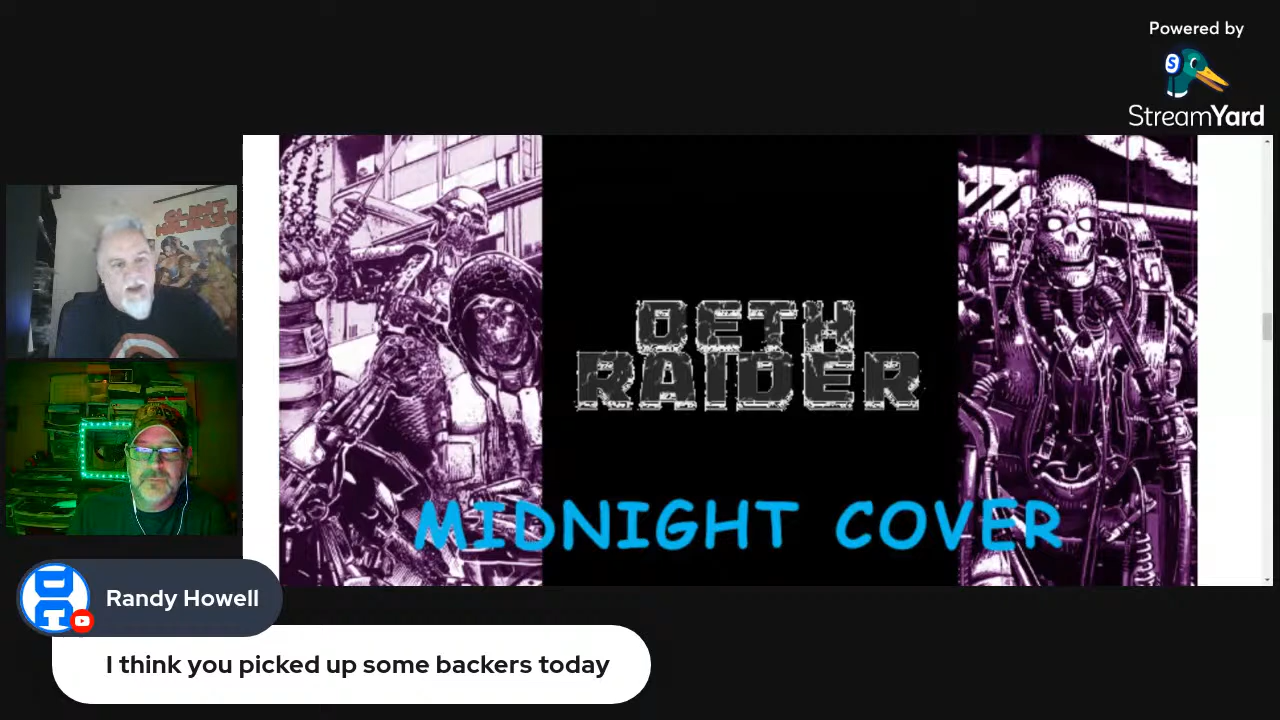 Powered by
StreamYard
DETH
RAIDER
MIDNIGHT COVER
Randy Howell
I think you picked up some backers today